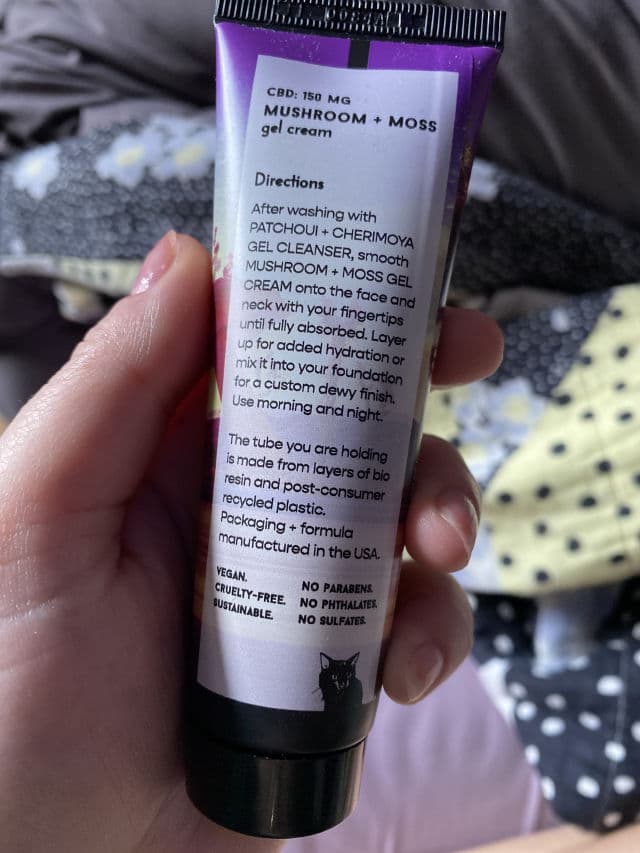 CBD: 150 MG
MUSHROOM + MOSS
gel cream
Directions
After washing with
PATCHOUI + CHERIMOYA
GEL CLEANSER, smooth
MUSHROOM + MOSS GEL
CREAM onto the face and
neck with your fingertips
until fully absorbed. Layer
up for added hydration or
mix it into your foundation
for a custom dewy finish.
Use morning and night.
The tube you are holding
is made from layers of bio
resin and post-consumer
recycled plastic.
Packaging + formula
manufactured in the USA.
VEGAN. NO PARABENS.
CRUELTY-FREE. NO PHTHALATES.
SUSTAINABLE. NO SULFATES.